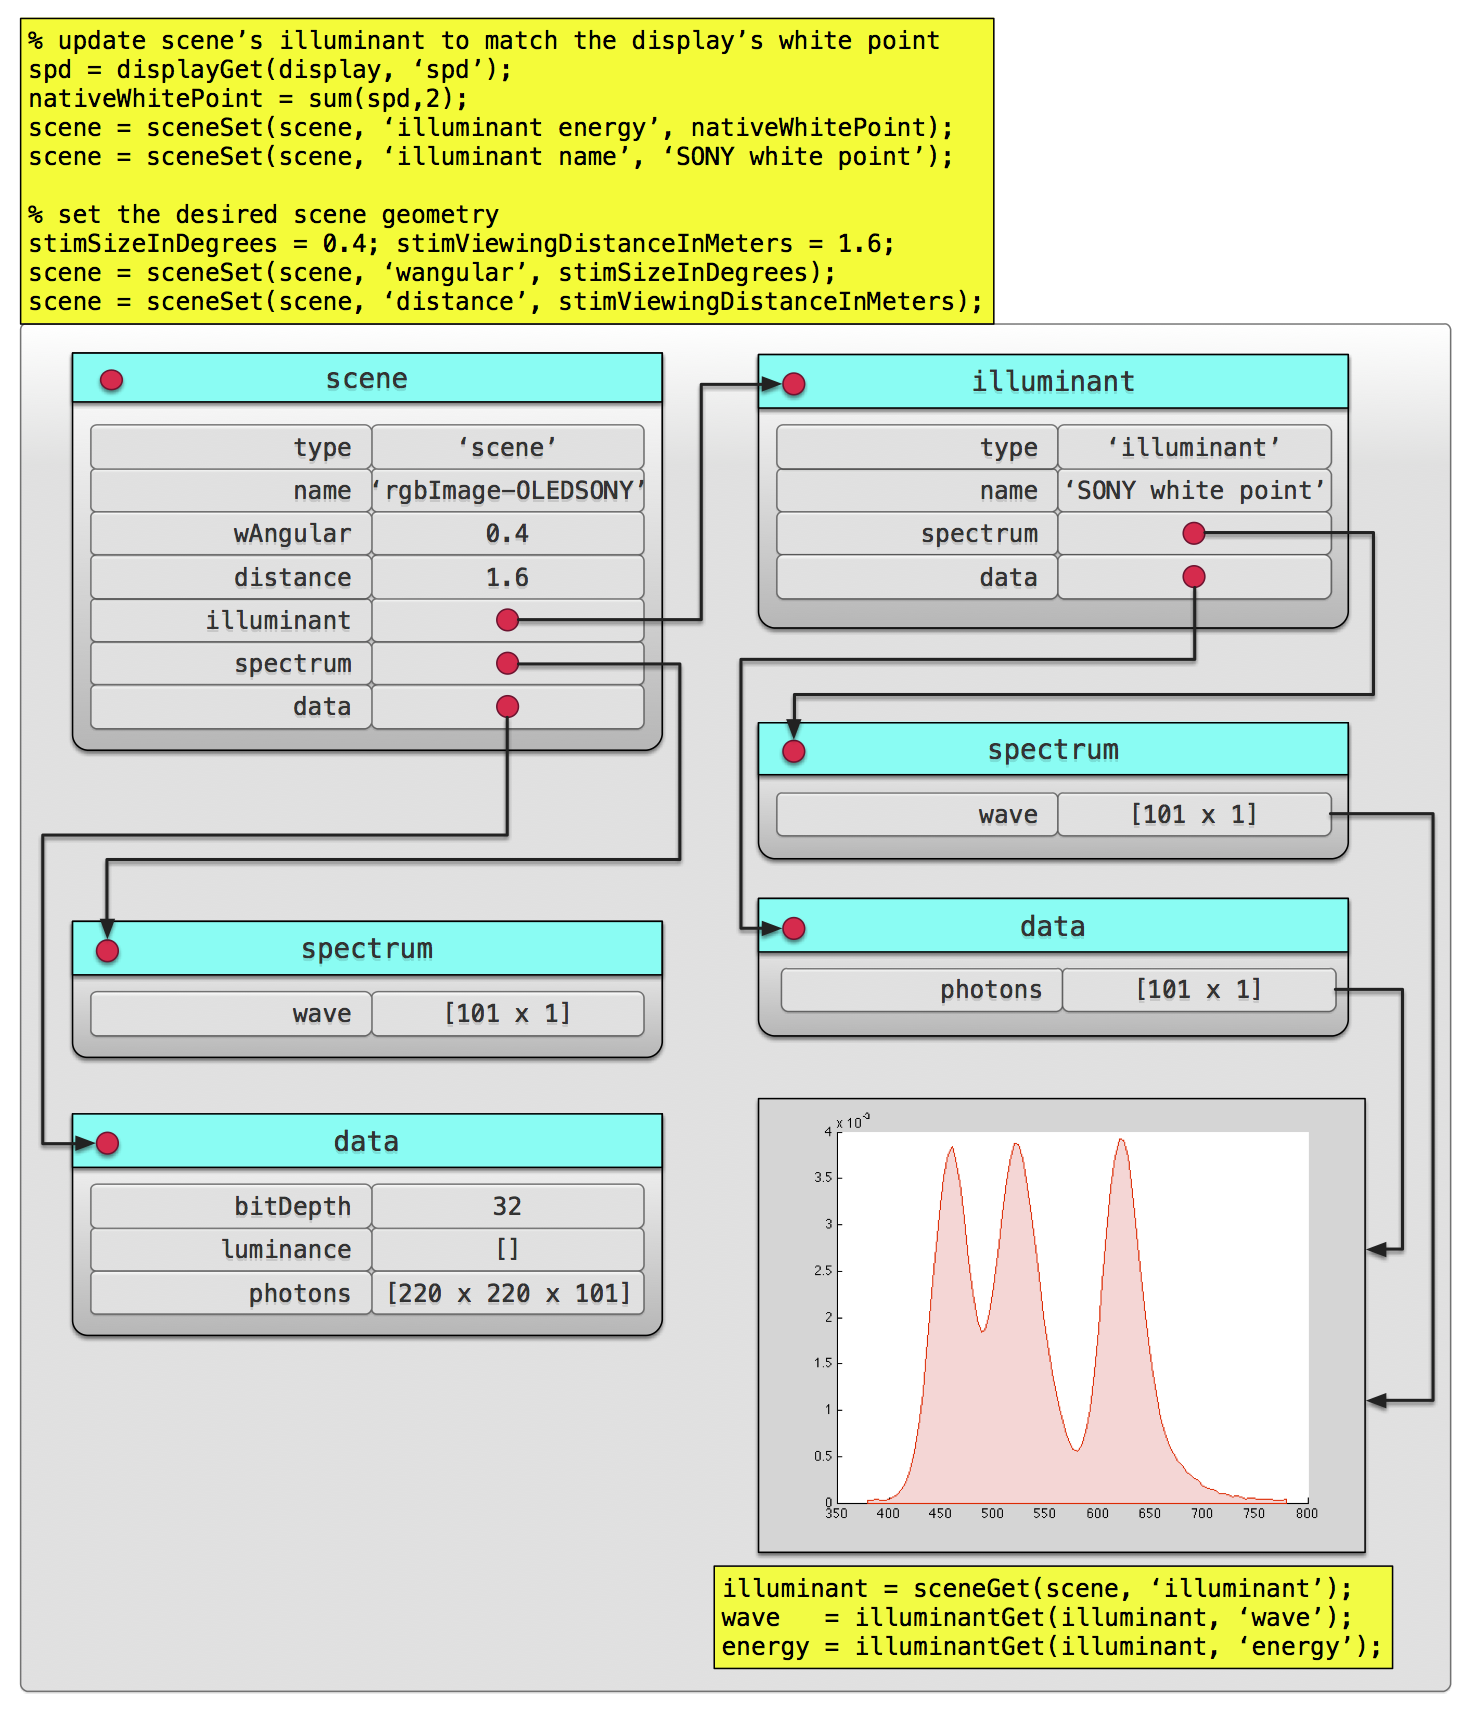 % update scene’s illuminant to match the display’s white point
spd = displayGet(display, ‘spd’);
nativeWhitePoint = sum(spd,2);
scene = sceneSet(scene, ‘illuminant energy’, nativeWhitePoint);
scene = sceneSet(scene, ‘illuminant name’, ‘SONY white point’);
% set the desired scene geometry
stimSizeInDegrees = 0.4; stimViewingDistanceInMeters = 1.6;
scene = sceneSet(scene, ‘wangular’, stimSizeInDegrees);
scene = sceneSet(scene, ‘distance’, stimViewingDistanceInMeters);
scene
type ‘scene’
name ‘rgbImage–OLEDSONY’
wAngular 0.4
distance 1.6
illuminant
spectrum
data
illuminant
type ‘illuminant’
name ‘SONY white point’
spectrum
data
spectrum
wave [101 x 1]
data
photons [101 x 1]
spectrum
wave [101 x 1]
data
bitDepth 32
luminance []
photons [220 x 220 x 101]
x 10⁻³
4
3.5
3
2.5
2
1.5
1
0.5
0
350 400 450 500 550 600 650 700 750 800
illuminant = sceneGet(scene, ‘illuminant’);
wave   = illuminantGet(illuminant, ‘wave’);
energy = illuminantGet(illuminant, ‘energy’);